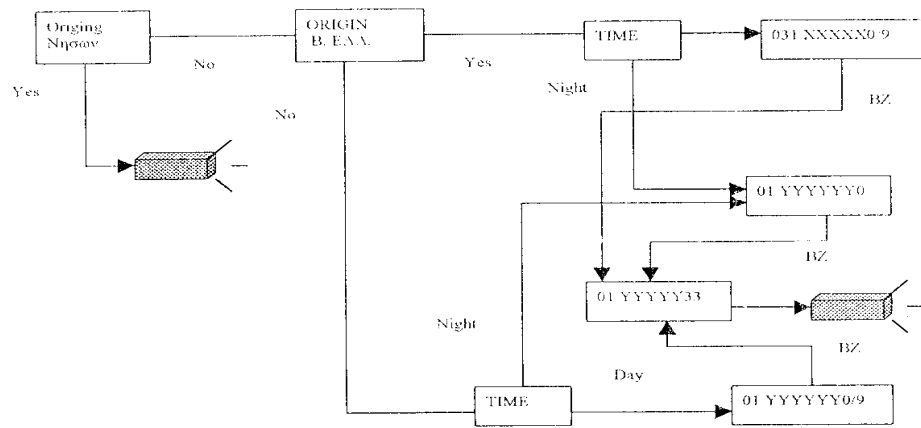 Origing
Νησων
ORIGIN
Β. ΕΛΛ.
TIME
031 XXXXX0/9
No
Yes
Yes
Night
BZ
No
01 YYYYYY0
BZ
01 YYYYY33
Night
BZ
Day
TIME
01 YYYYYY0/9